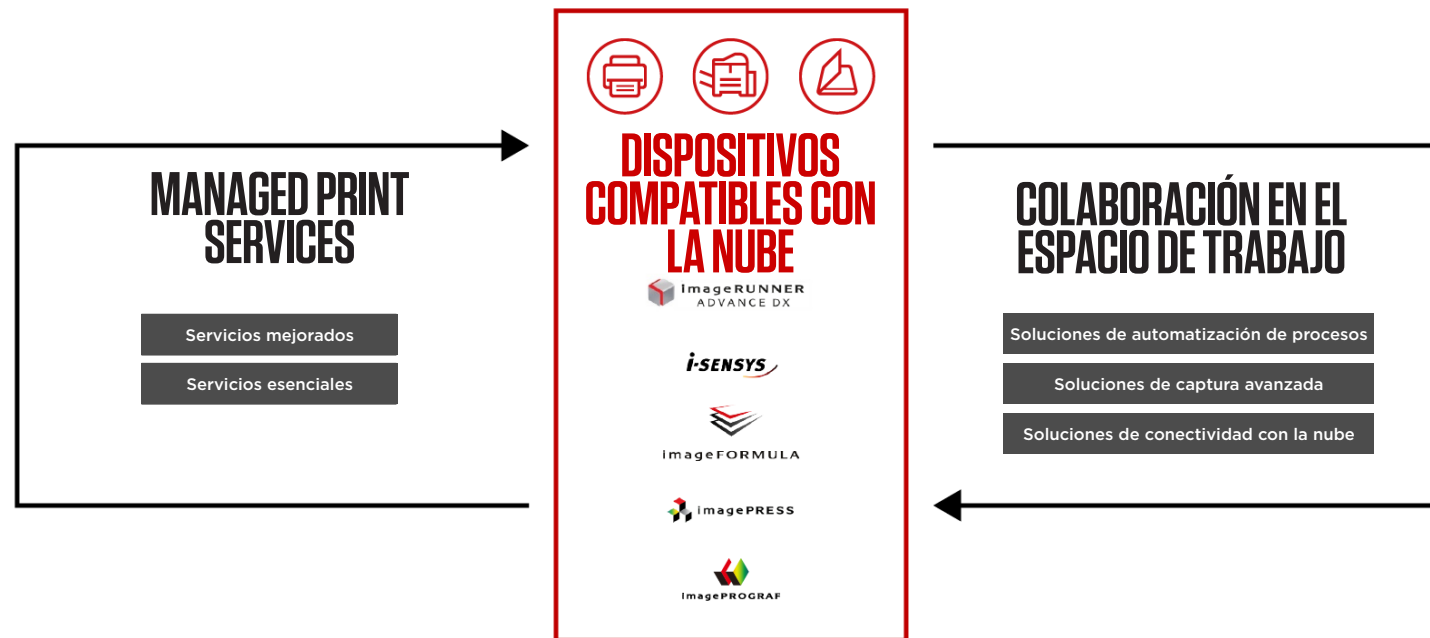 MANAGED PRINT
SERVICES
Servicios mejorados
Servicios esenciales
DISPOSITIVOS
COMPATIBLES CON
LA NUBE
imageRUNNER
ADVANCE DX
i-SENSYS
imageFORMULA
imagePRESS
imagePROGRAF
COLABORACIÓN EN EL
ESPACIO DE TRABAJO
Soluciones de automatización de procesos
Soluciones de captura avanzada
Soluciones de conectividad con la nube